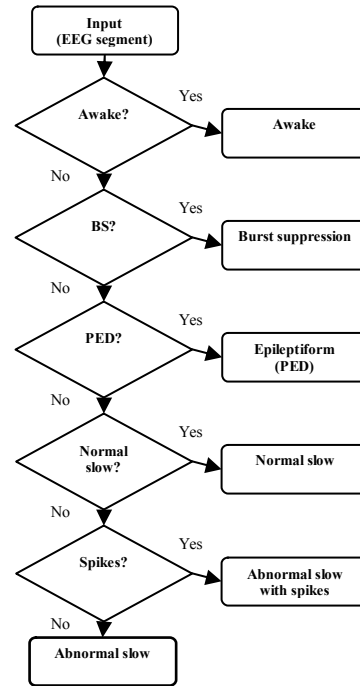 Input
(EEG segment)
Yes
Awake?
Awake
No
Yes
BS?
Burst suppression
No
Yes
PED?
Epileptiform
(PED)
No
Yes
Normal
slow?
Normal slow
No
Yes
Spikes?
Abnormal slow
with spikes
No
Abnormal slow